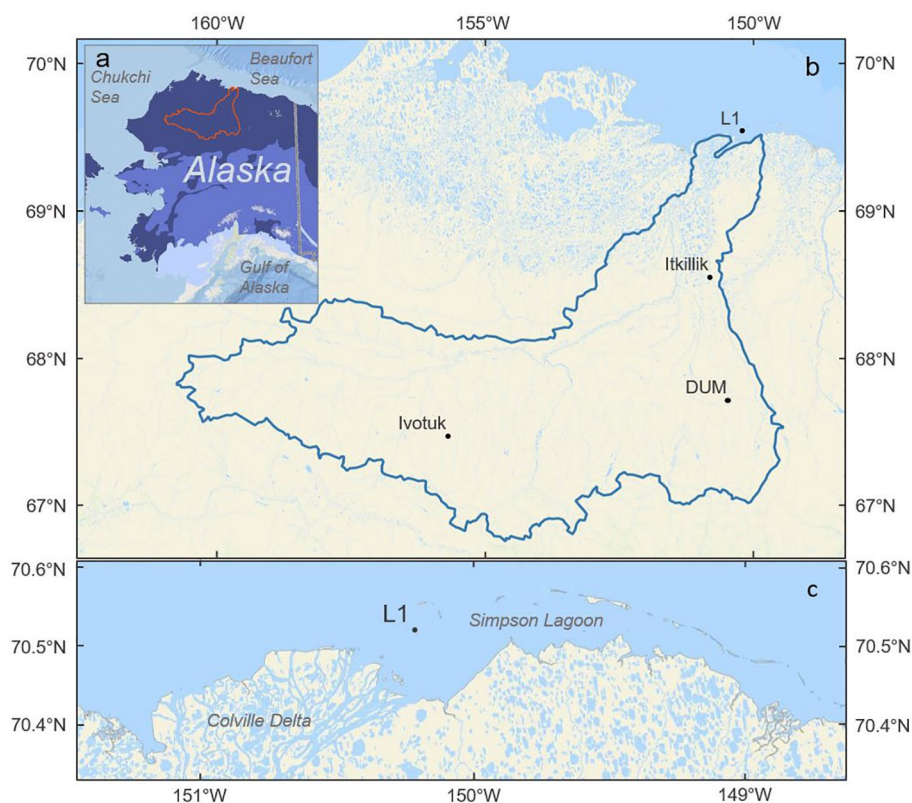 160°W
155°W
150°W
a
Chukchi
Sea
Beaufort
Sea
Alaska
Gulf of
Alaska
b
70°N
70°N
L1
69°N
69°N
Itkillik
68°N
68°N
DUM
Ivotuk
67°N
67°N
70.6°N
70.6°N
c
L1
Simpson Lagoon
70.5°N
70.5°N
Colville Delta
70.4°N
70.4°N
151°W
150°W
149°W